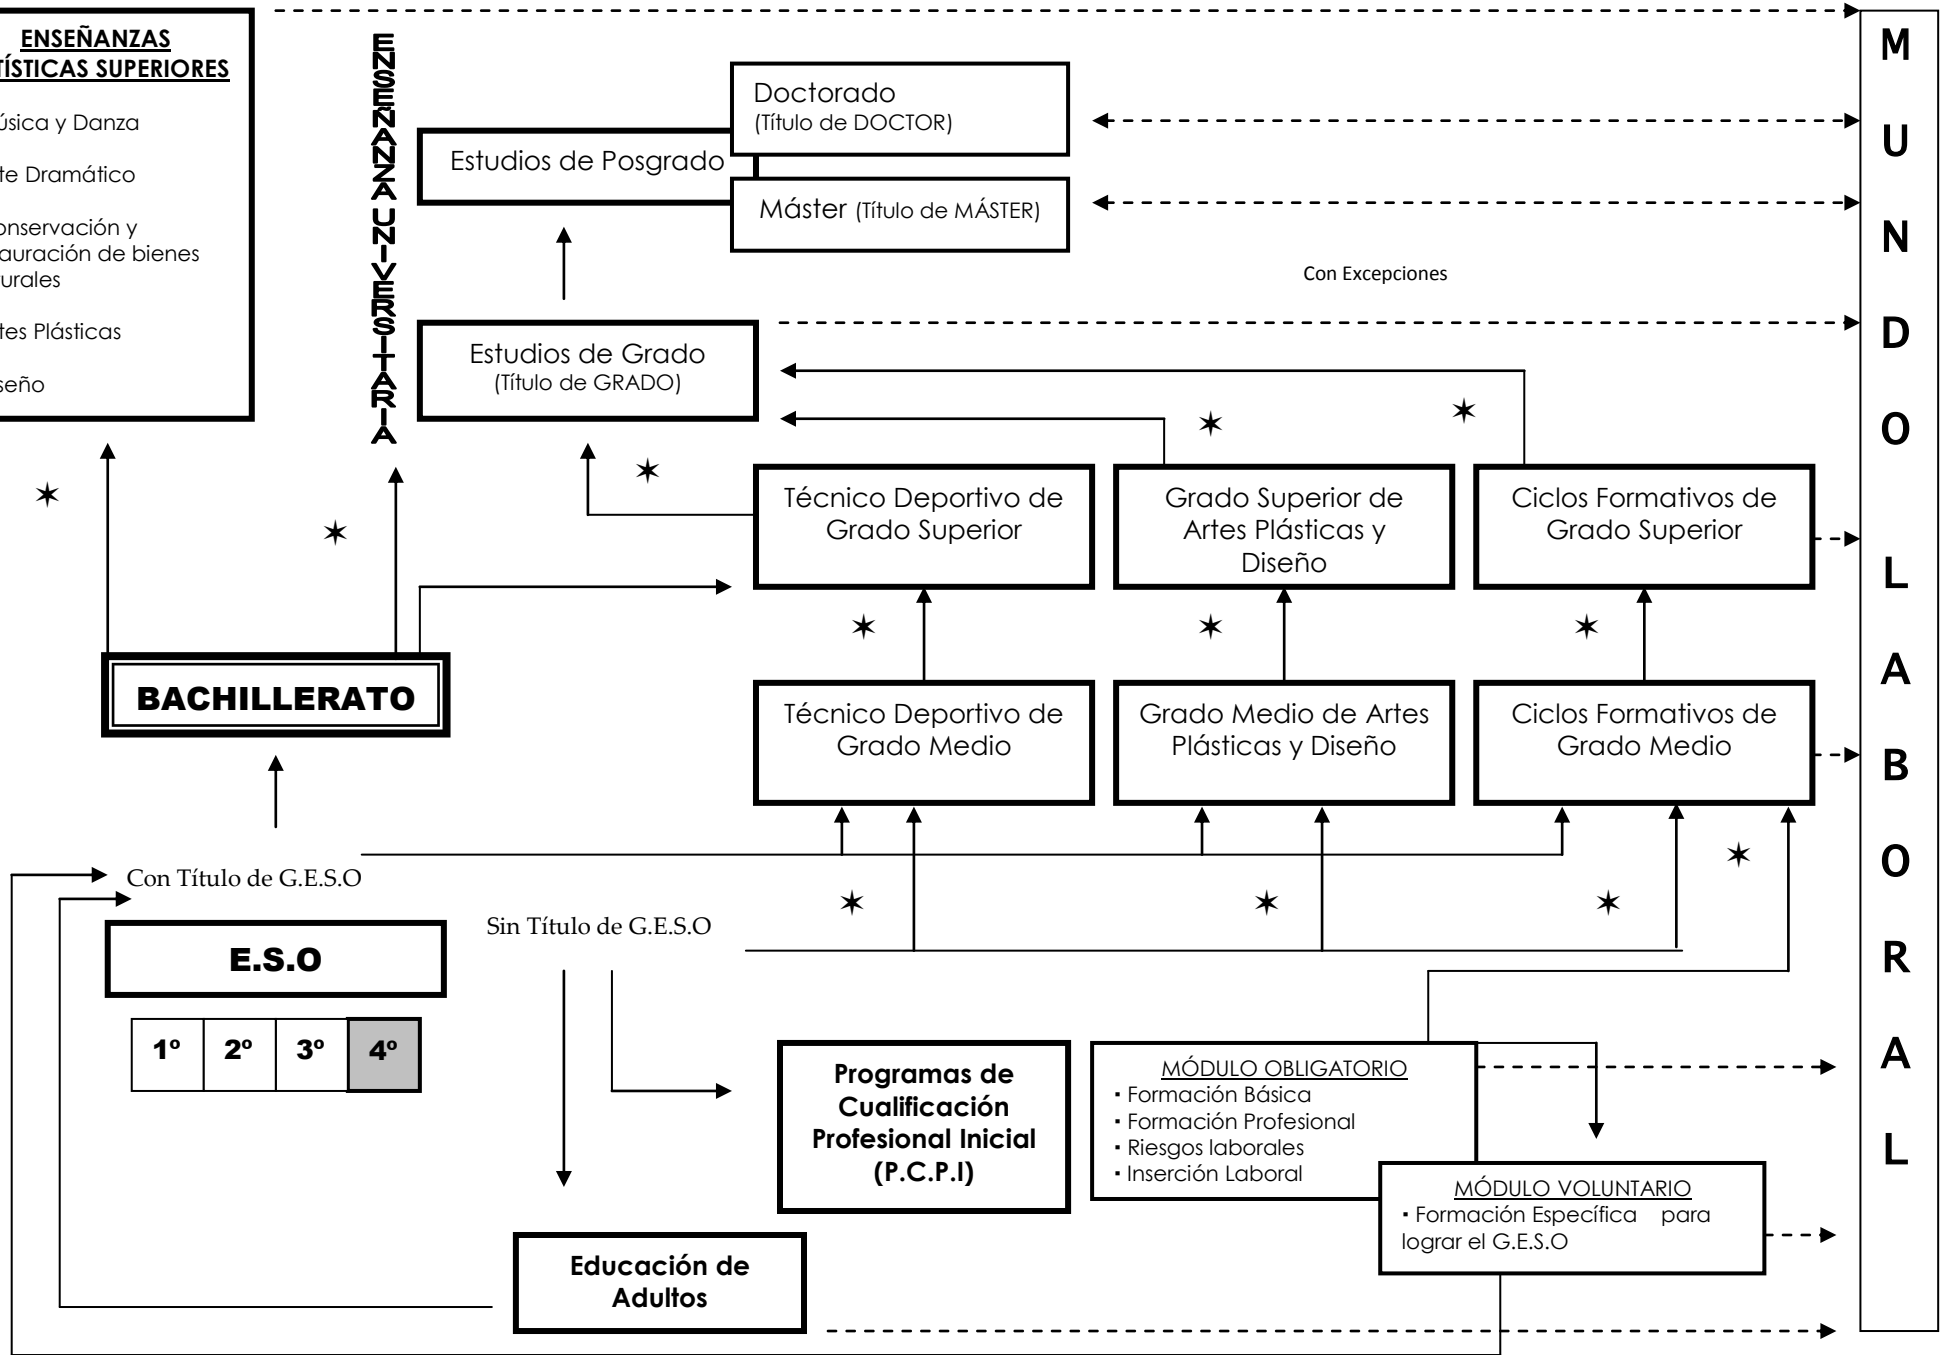 ENSEÑANZAS
TÍSTICAS SUPERIORES
úsica y Danza
te Dramático
onservación y
auración de bienes
turales
tes Plásticas
seño
ENSEÑANZA UNIVERSITARIA
Doctorado
(Título de DOCTOR)
Estudios de Posgrado
Máster (Título de MÁSTER)
Con Excepciones
Estudios de Grado
(Título de GRADO)
Técnico Deportivo de
Grado Superior
Grado Superior de
Artes Plásticas y
Diseño
Ciclos Formativos de
Grado Superior
BACHILLERATO
Técnico Deportivo de
Grado Medio
Grado Medio de Artes
Plásticas y Diseño
Ciclos Formativos de
Grado Medio
Con Título de G.E.S.O
Sin Título de G.E.S.O
E.S.O
1º 2º 3º 4º
Programas de
Cualificación
Profesional Inicial
(P.C.P.I)
MÓDULO OBLIGATORIO
▪ Formación Básica
▪ Formación Profesional
▪ Riesgos laborales
▪ Inserción Laboral
MÓDULO VOLUNTARIO
▪ Formación Específica para
lograr el G.E.S.O
Educación de
Adultos
MUNDO LABORAL